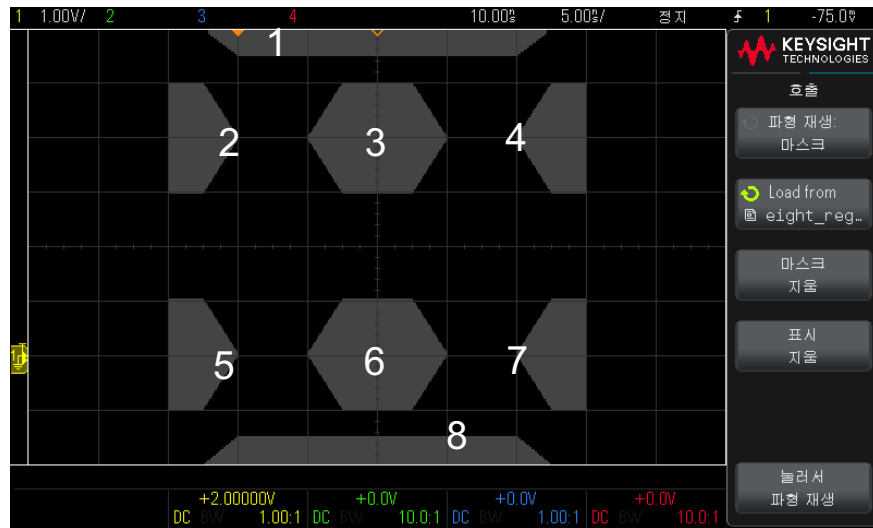 1 1.00V/ 2 3 4 10.00s 5.00s/ 정지 1 -75.0V
KEYSIGHT
TECHNOLOGIES
호출
파형 재생:
마스크
Load from
eight_reg…
마스크
지움
표시
지움
눌러서
파형 재생
1
2 3 4
5 6 7
8
+2.00000V +0.0V +0.0V +0.0V
DC BW 1.00:1 DC BW 10.0:1 DC BW 1.00:1 DC BW 10.0:1